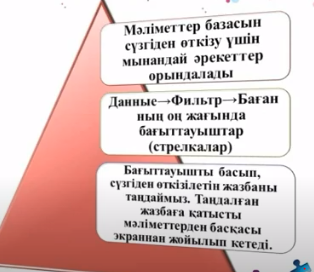 Мәліметтер базасын
сүзгіден өткізу үшін
мынандай әрекеттер
орындалады
Данные→Фильтр→Баған
ның оң жағында
бағыттауыштар
(стрелкалар)
Бағыттауышты басып,
сүзгіден өткізілетін жазбаны
таңдаймыз. Таңдалған
жазбаға қатысты
мәліметтерден басқасы
экраннан жойылып кетеді.